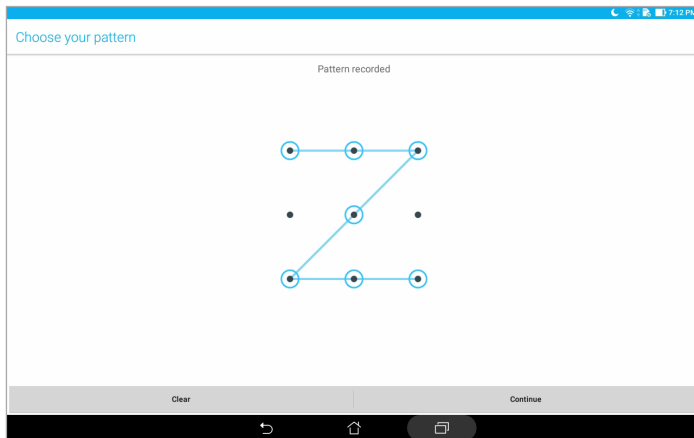 7:12 PM
Choose your pattern
Pattern recorded
Clear Continue